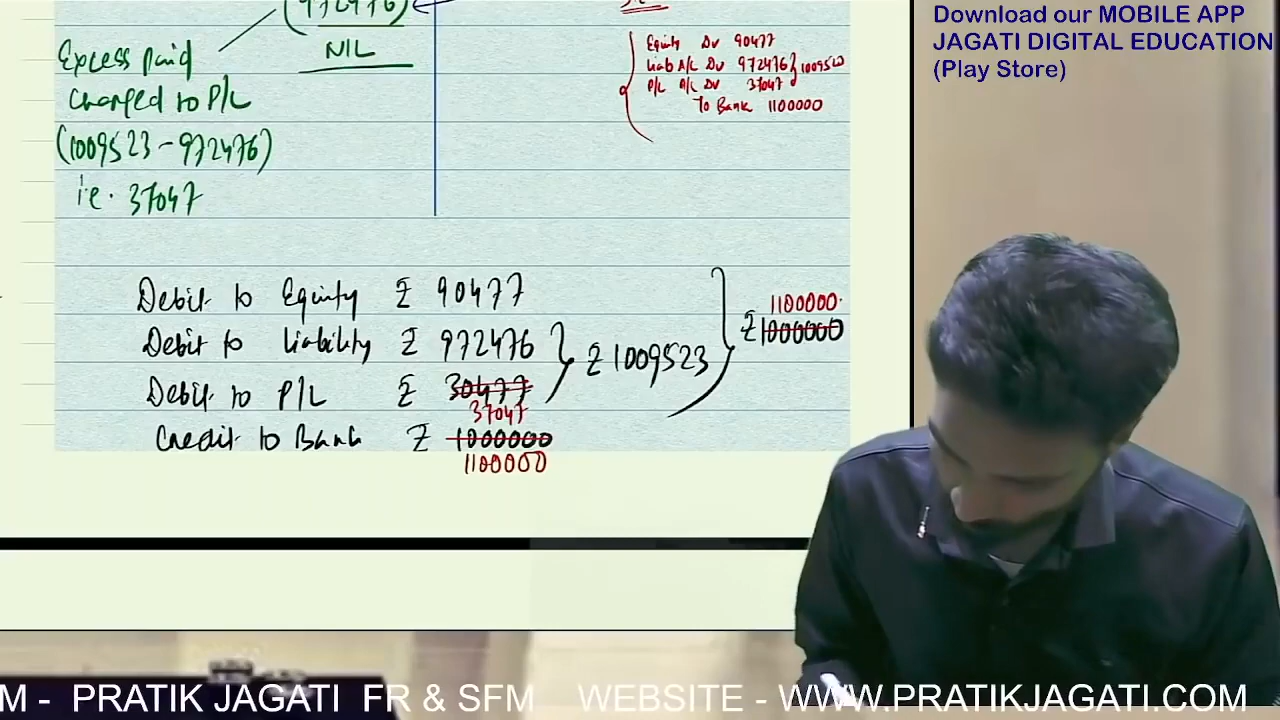 (972476)
NIL
Excess paid
Charged to P/L
(1009523-972476)
i.e. 37047
Equity Dr 90477
Liab A/c Dr 972476 } 1009523
P/L A/c Dr 37047
To Bank 1100000
Debit to Equity ₹ 90477
Debit to Liability ₹ 972476
Debit to P/L ₹ 30477
37047
Credit to Bank ₹ 1000000
1100000
₹ 1009523
1100000
₹ 1000000
Download our MOBILE APP
JAGATI DIGITAL EDUCATION
(Play Store)
M - PRATIK JAGATI FR & SFM WEBSITE - WWW.PRATIKJAGATI.COM